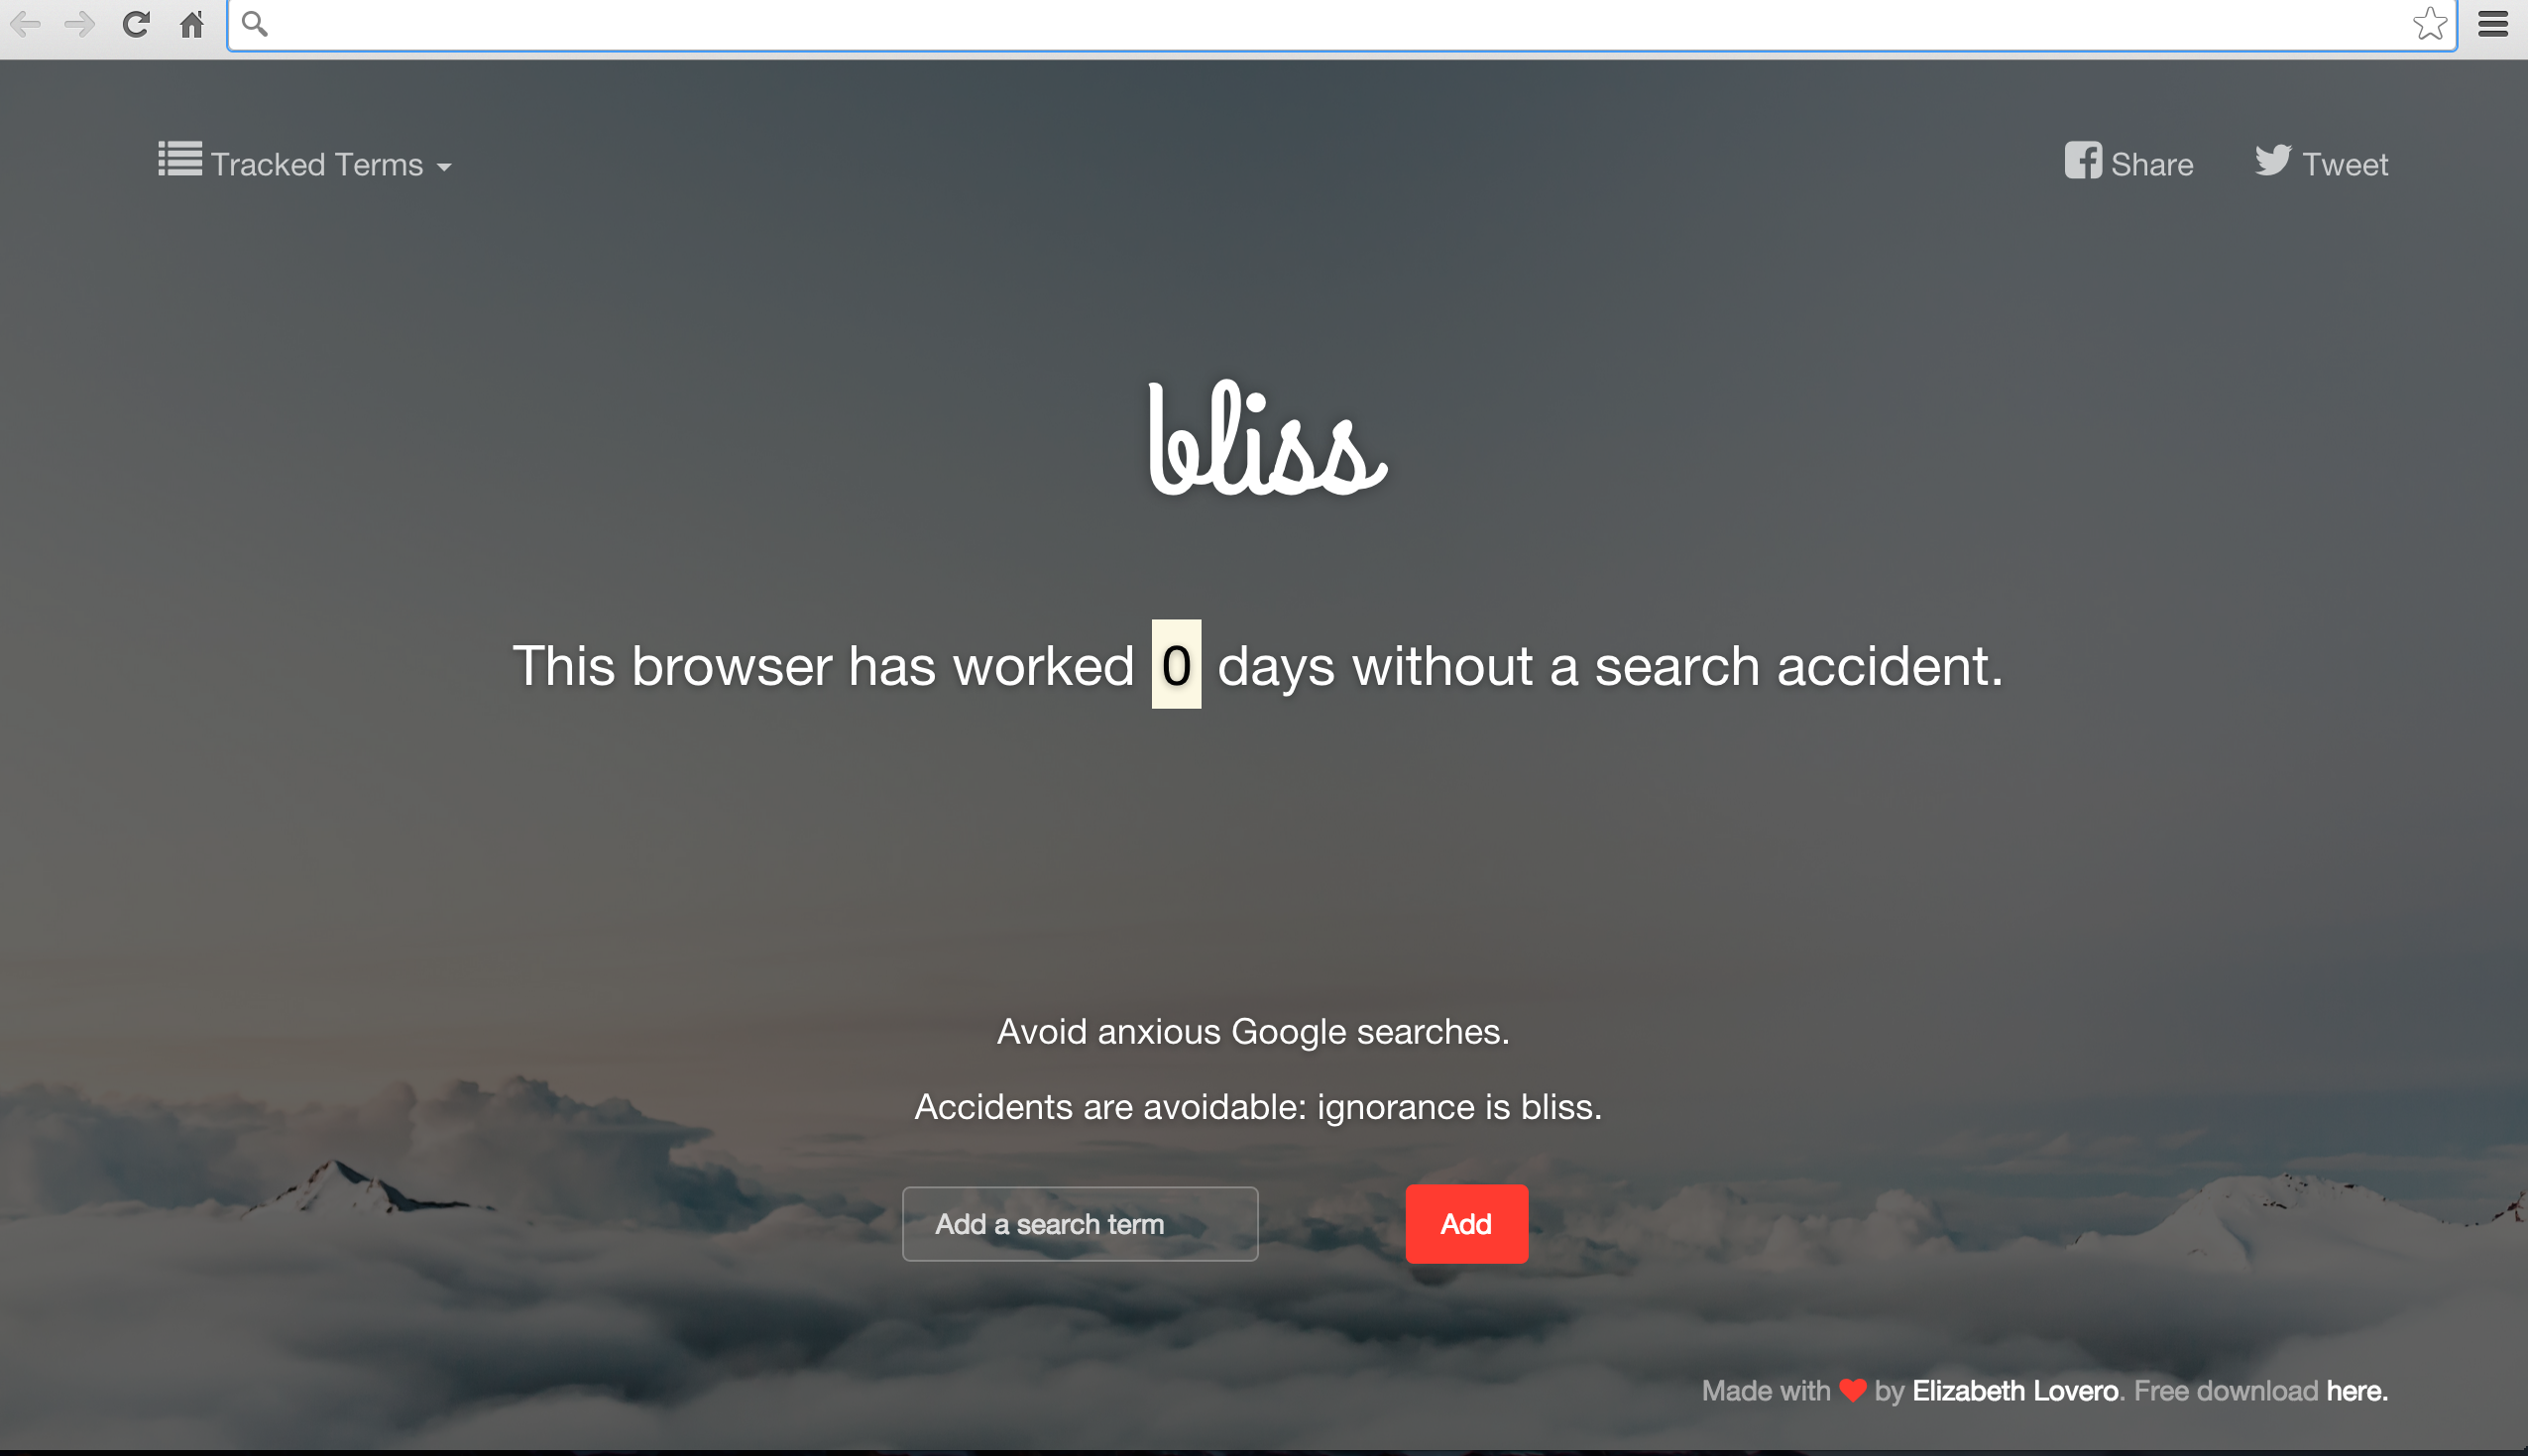 Tracked Terms
Share
Tweet
bliss
This browser has worked 0 days without a search accident.
Avoid anxious Google searches.
Accidents are avoidable: ignorance is bliss.
Add a search term
Add
Made with ❤ by Elizabeth Lovero. Free download here.